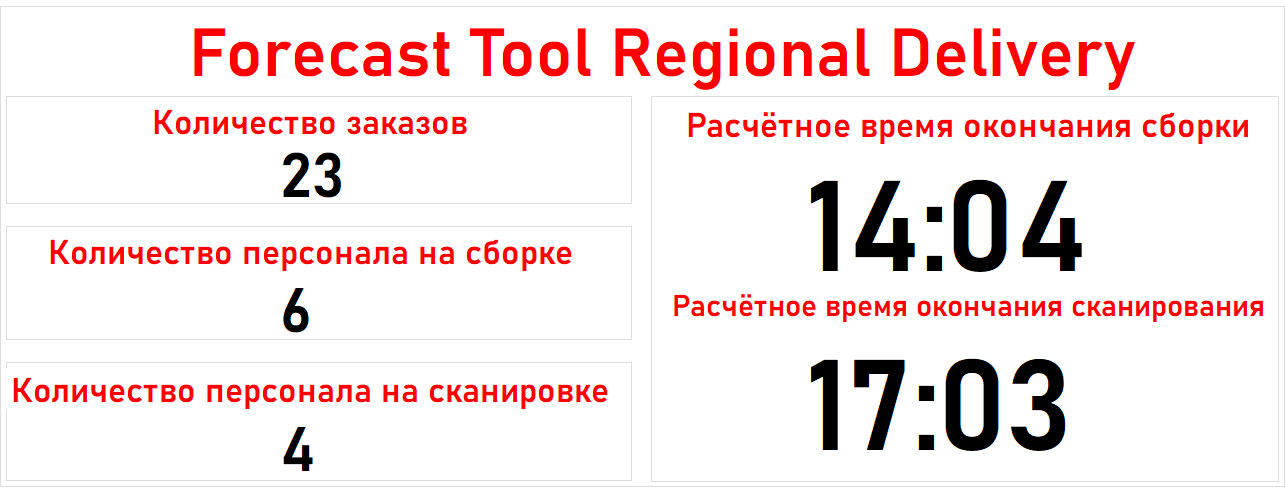 Forecast Tool Regional Delivery
Количество заказов
23
Количество персонала на сборке
6
Количество персонала на сканировке
4
Расчётное время окончания сборки
14:04
Расчётное время окончания сканирования
17:03